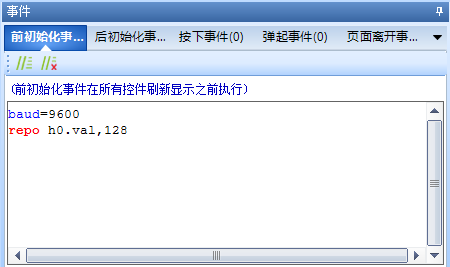 事件
前初始化事... 后初始化事... 按下事件(0) 弹起事件(0) 页面离开事...
(前初始化事件在所有控件刷新显示之前执行)
baud=9600
repo h0.val,128